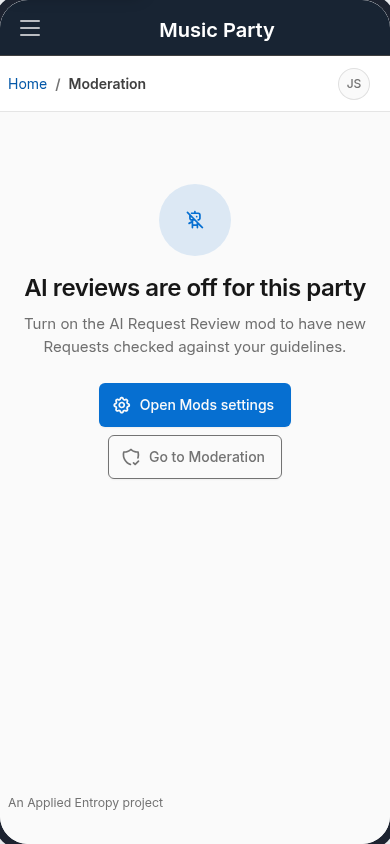 Music Party
Home / Moderation
JS
AI reviews are off for this party
Turn on the AI Request Review mod to have new
Requests checked against your guidelines.
Open Mods settings
Go to Moderation
An Applied Entropy project